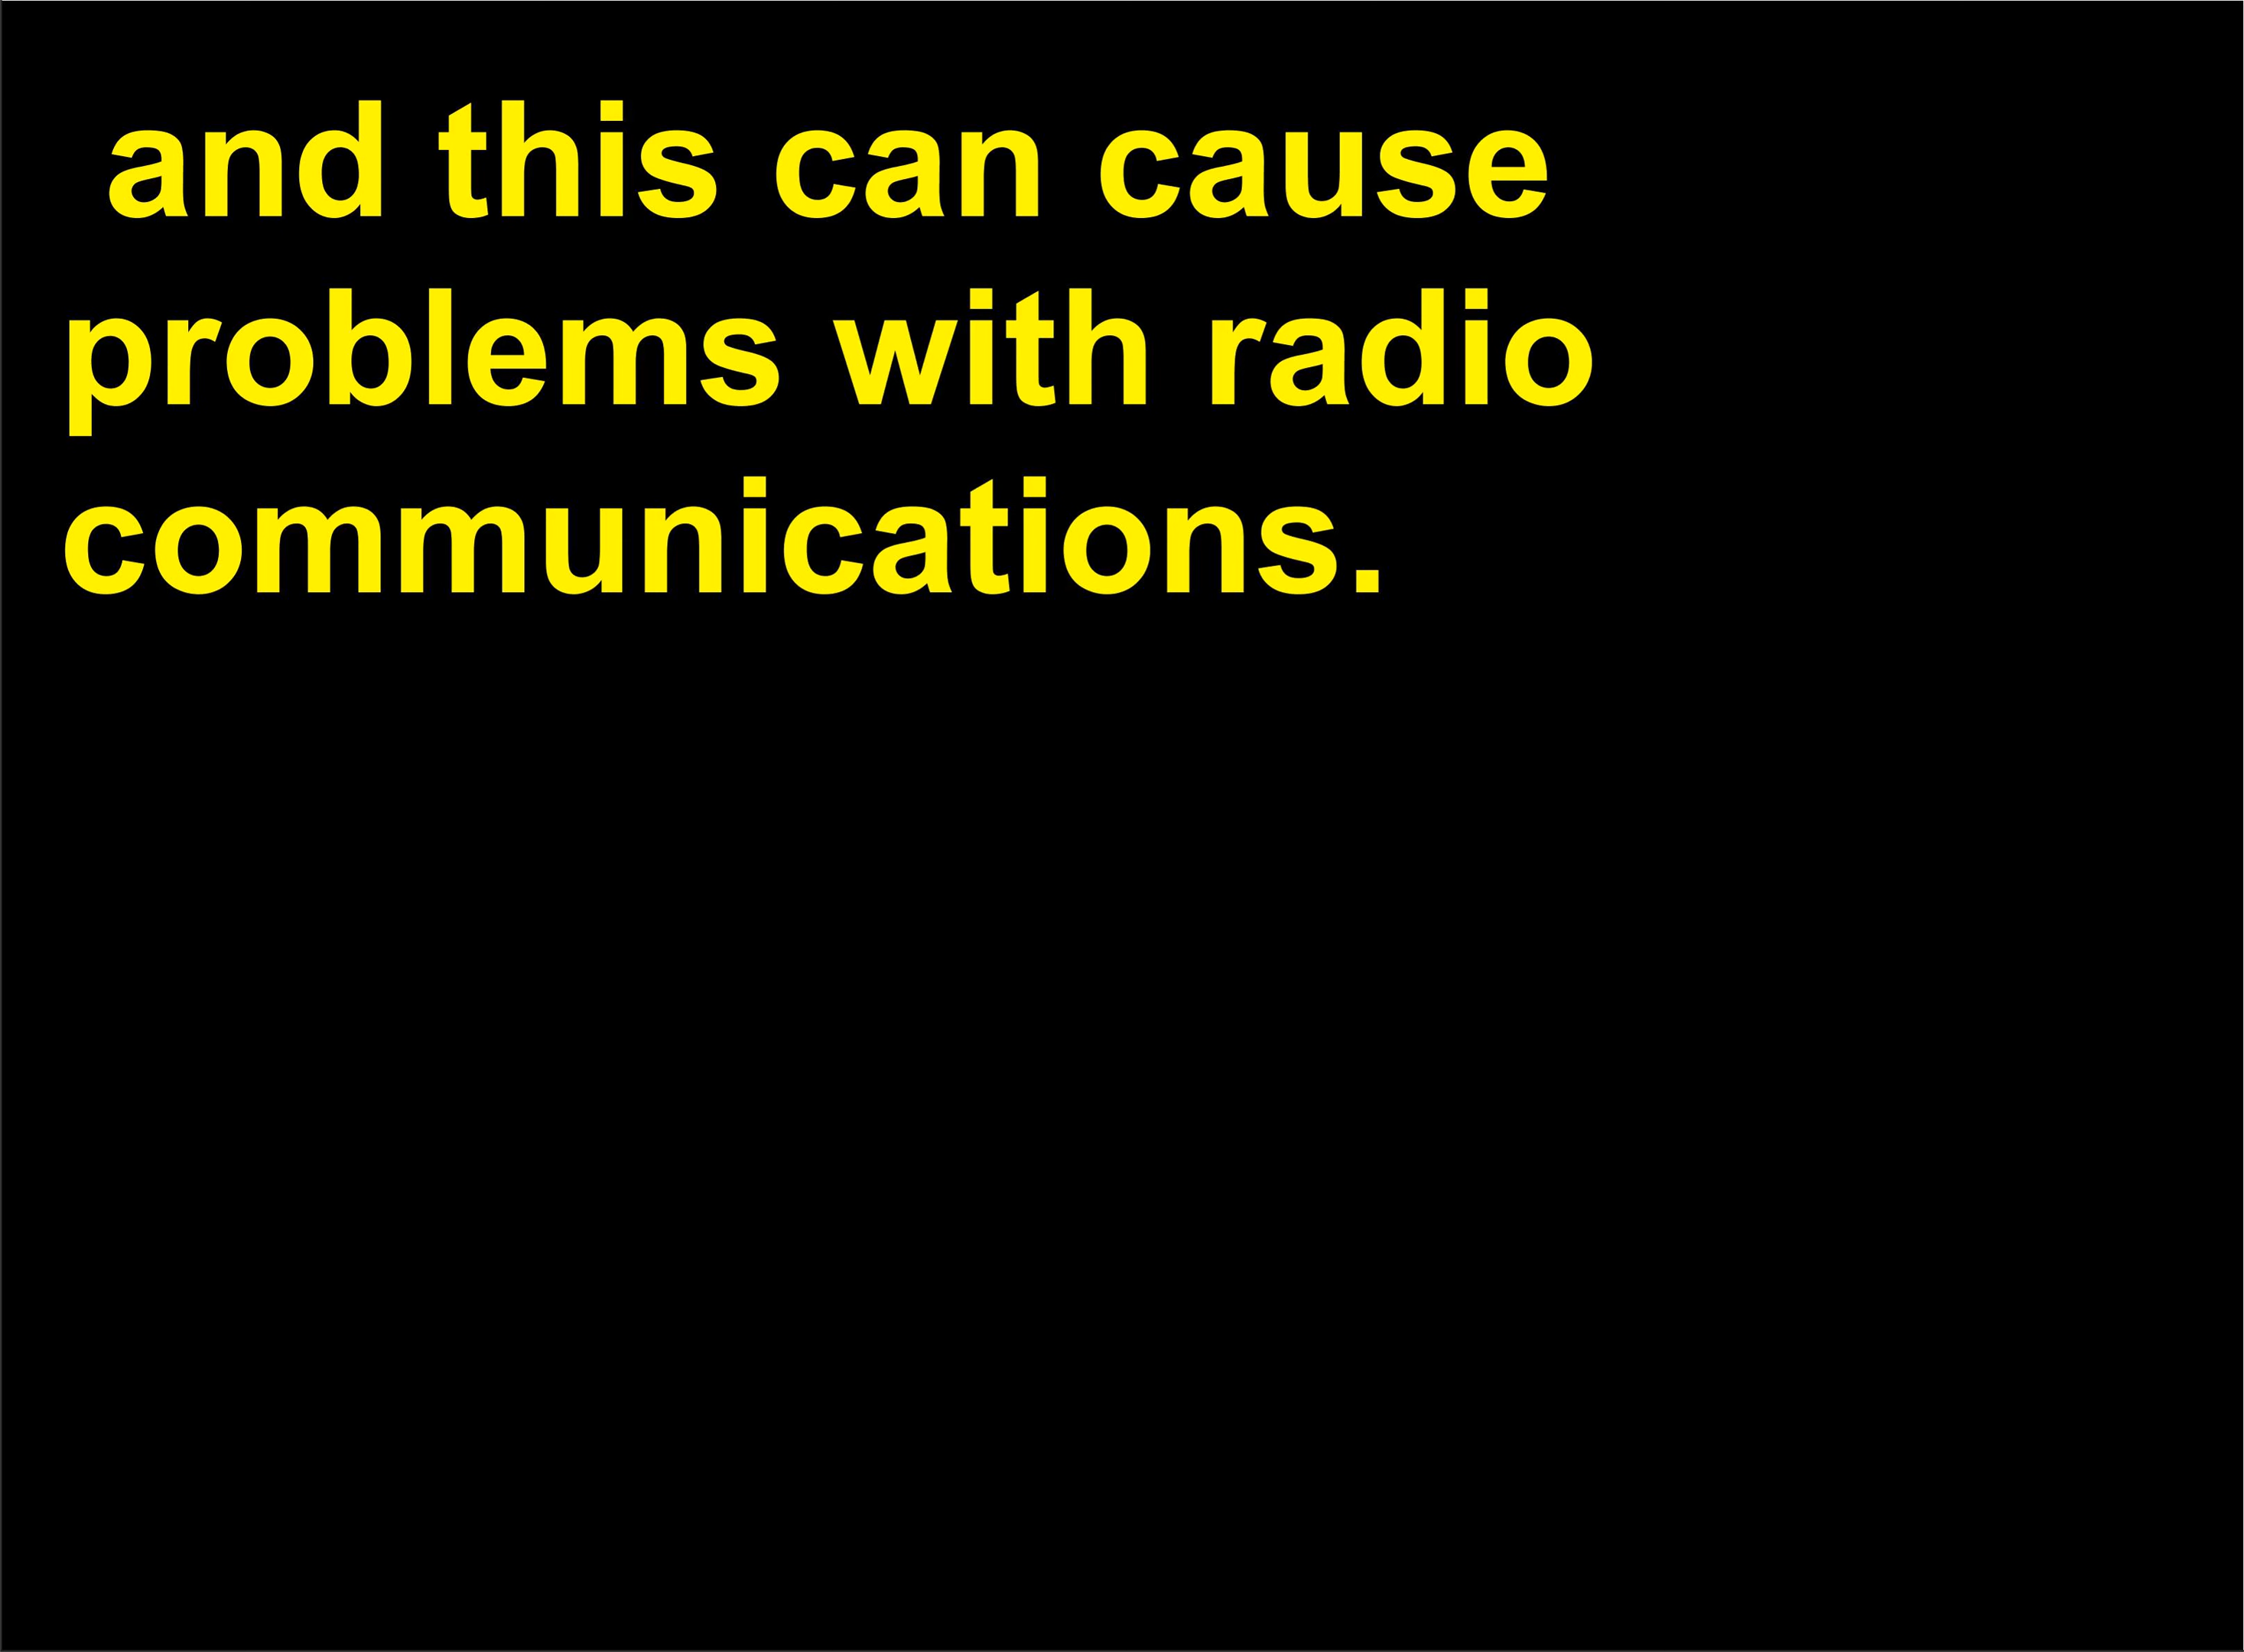 and this can cause
problems with radio
communications.